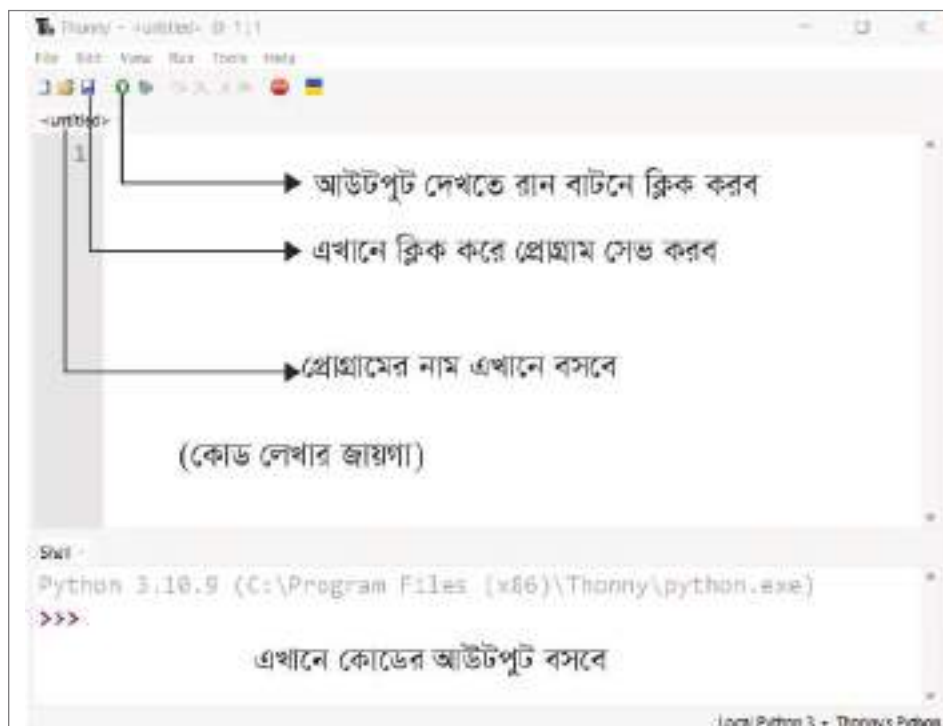 Thonny - <untitled> @ 1:1
File Edit View Run Tools Help
<untitled>
1
আউটপুট দেখতে রান বাটনে ক্লিক করব
এখানে ক্লিক করে প্রোগ্রাম সেভ করব
প্রোগ্রামের নাম এখানে বসবে
(কোড লেখার জায়গা)
Shell
Python 3.10.9 (C:\Program Files (x86)\Thonny\python.exe)
>>>
এখানে কোডের আউটপুট বসবে
Local Python 3 • Thonny's Python